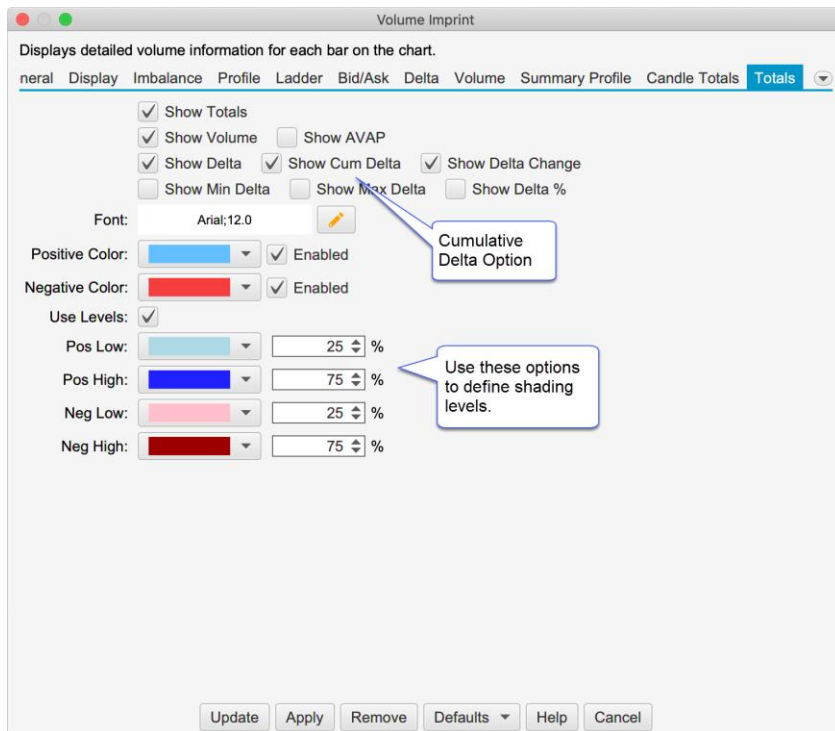 Volume Imprint
Displays detailed volume information for each bar on the chart.
neral Display Imbalance Profile Ladder Bid/Ask Delta Volume Summary Profile Candle Totals Totals
Show Totals
Show Volume Show AVAP
Show Delta Show Cum Delta Show Delta Change
Show Min Delta Show Max Delta Show Delta %
Font: Arial;12.0
Cumulative
Delta Option
Positive Color: Enabled
Negative Color: Enabled
Use Levels:
Pos Low: 25 %
Pos High: 75 %
Neg Low: 25 %
Neg High: 75 %
Use these options
to define shading
levels.
Update Apply Remove Defaults Help Cancel